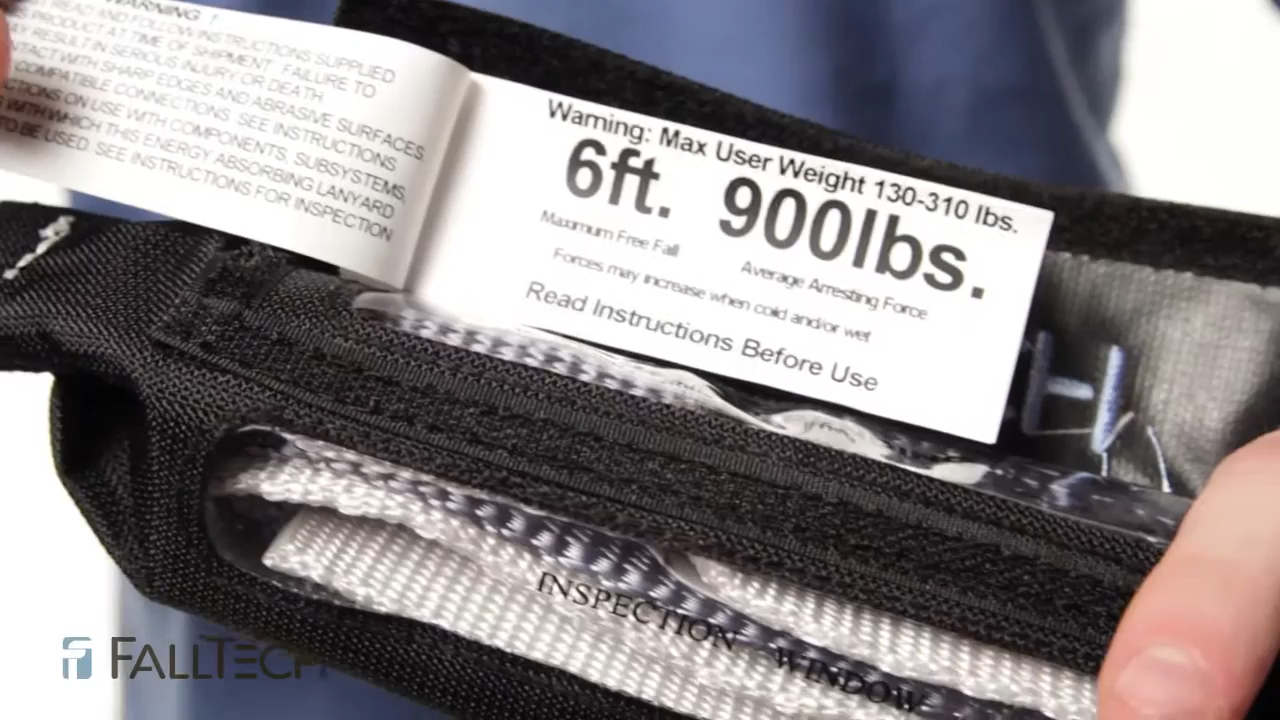 WARNING !
READ AND FOLLOW INSTRUCTIONS SUPPLIED
PRODUCT AT TIME OF SHIPMENT. FAILURE TO
RESULT IN SERIOUS INJURY OR DEATH
WITH SHARP EDGES AND ABRASIVE SURFACES
COMPATIBLE CONNECTIONS. SEE INSTRUCTIONS
ON USE WITH COMPONENTS, SUBSYSTEMS,
WITH WHICH THIS ENERGY ABSORBING LANYARD
TO BE USED. SEE INSTRUCTIONS FOR INSPECTION
Warning: Max User Weight 130-310 lbs.
6ft. 900lbs.
Maximum Free Fall Average Arresting Force
Forces may increase when cold and/or wet
Read Instructions Before Use
INSPECTION WINDOW
FALLTECH